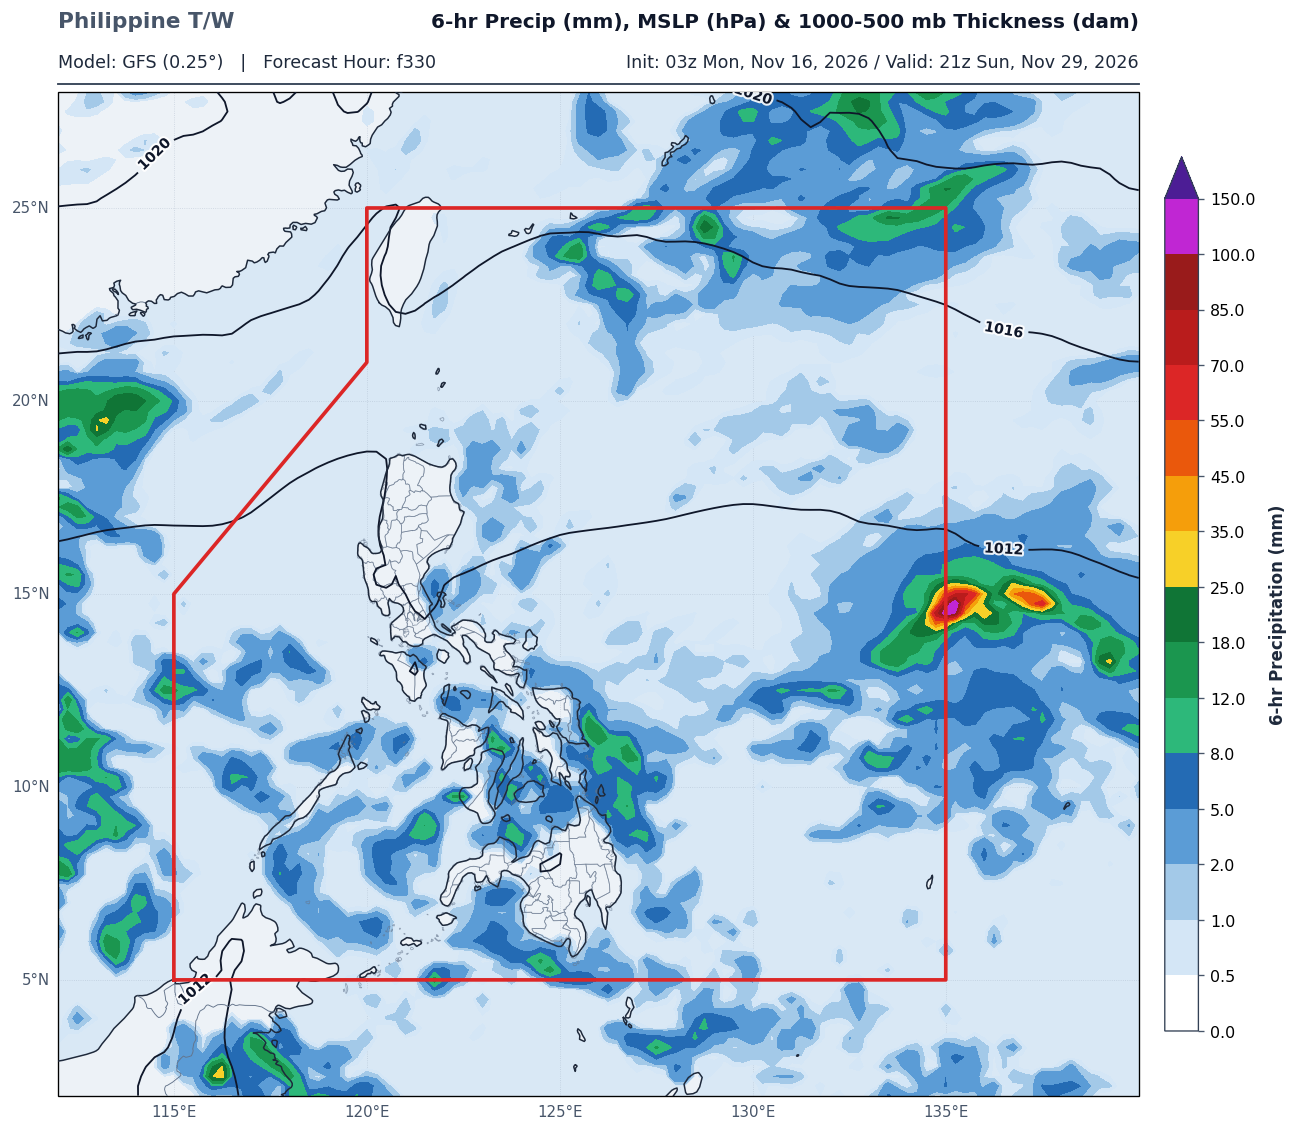 Philippine T/W
6-hr Precip (mm), MSLP (hPa) & 1000-500 mb Thickness (dam)
Model: GFS (0.25°) | Forecast Hour: f330
Init: 03z Mon, Nov 16, 2026 / Valid: 21z Sun, Nov 29, 2026
1020
1020
1016
1012
1012
25°N
20°N
15°N
10°N
5°N
115°E
120°E
125°E
130°E
135°E
150.0
100.0
85.0
70.0
55.0
45.0
35.0
25.0
18.0
12.0
8.0
5.0
2.0
1.0
0.5
0.0
6-hr Precipitation (mm)